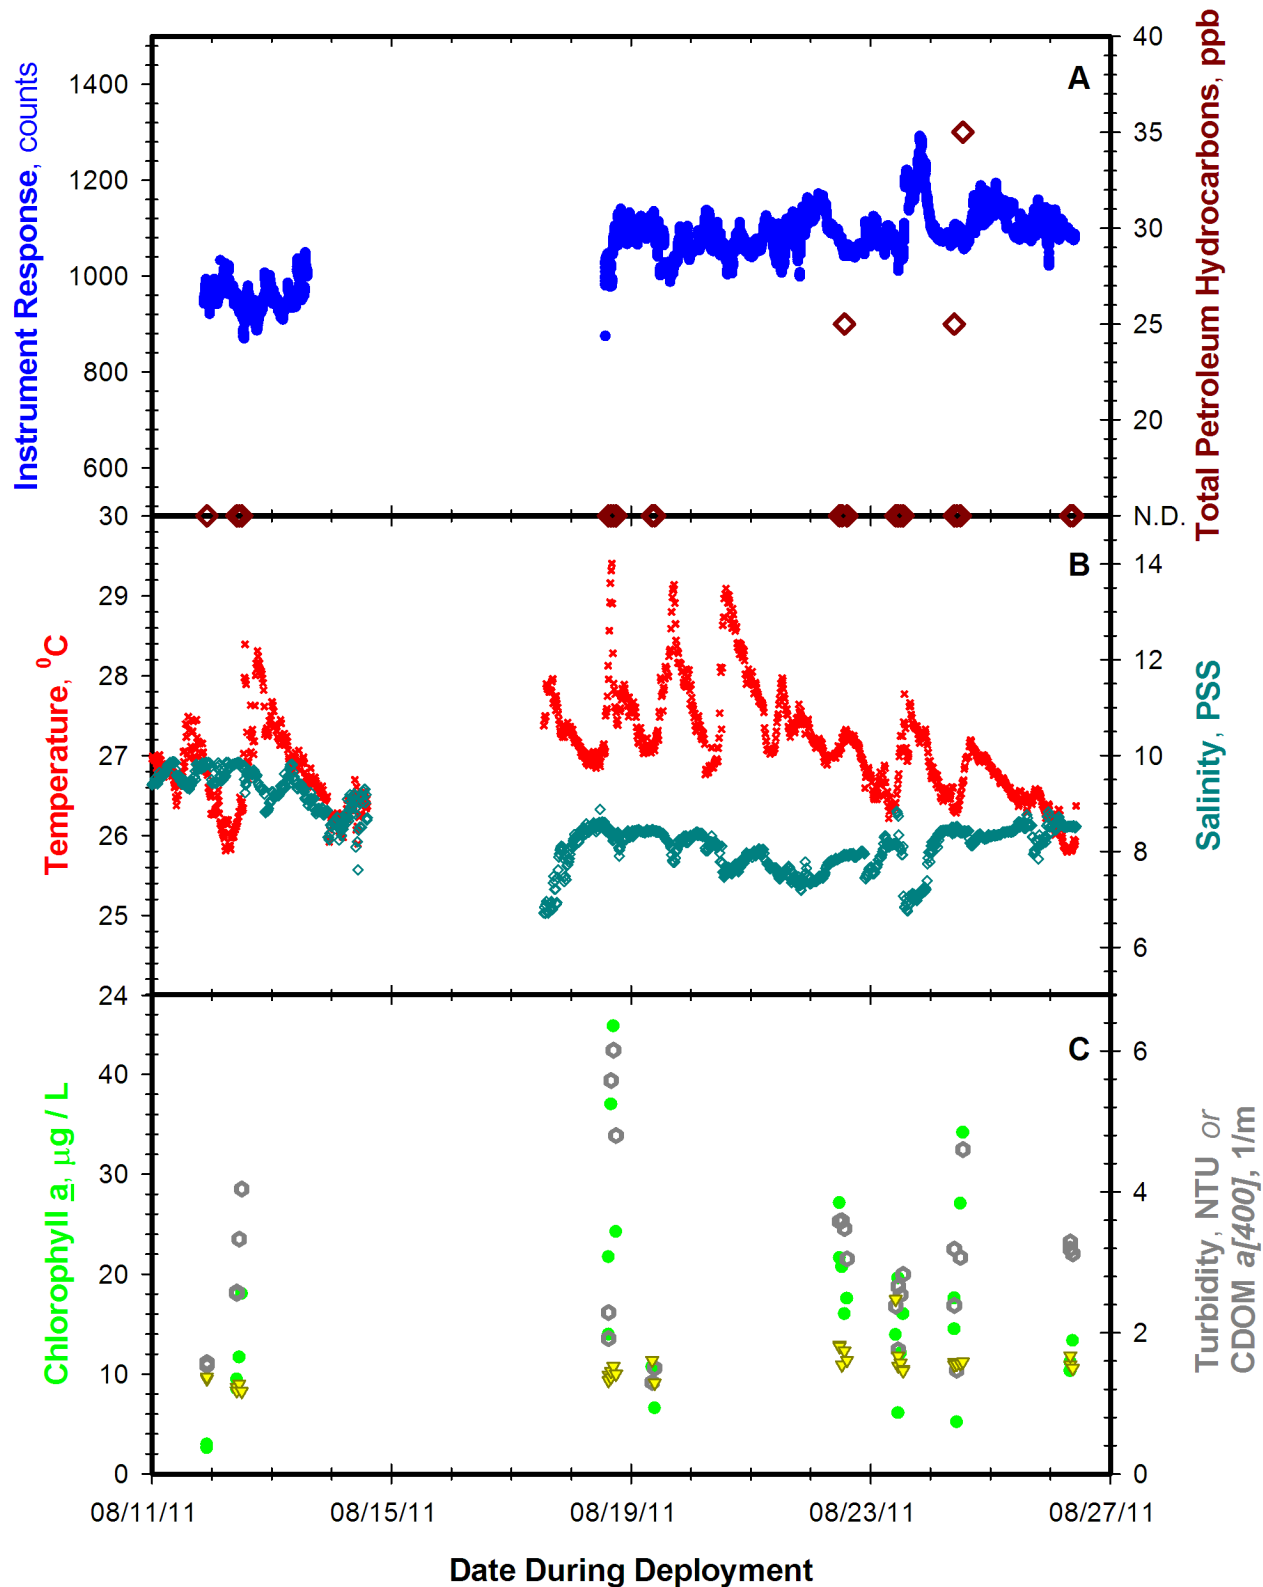 A
Instrument Response, counts
1400
1200
1000
800
600
Total Petroleum Hydrocarbons, ppb
40
35
30
25
20
N.D.
B
Temperature, ⁰C
30
29
28
27
26
25
24
Salinity, PSS
14
12
10
8
6
C
Chlorophyll a, µg / L
40
30
20
10
0
Turbidity, NTU or
CDOM a[400], 1/m
6
4
2
0
08/11/11 08/15/11 08/19/11 08/23/11 08/27/11
Date During Deployment